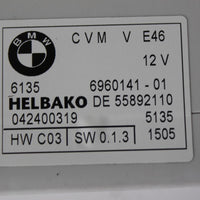 BMW
CVM V E46
12 V
6135 6960141 - 01
HELBAKO DE 55892110
042400319 5135
HW C03 SW 0.1.3 1505